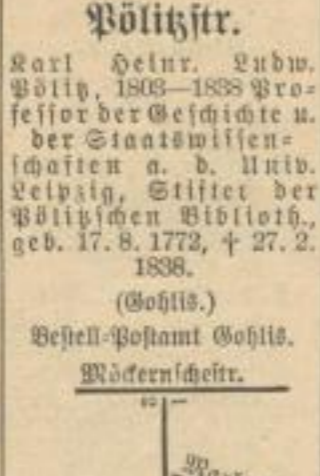 Pölitzstr.
Karl Heinr. Ludw.
Pölitz, 1803—1838 Pro-
fessor der Geschichte u.
der Staatswissen-
schaften a. d. Univ.
Leipzig, Stifter der
Pölitzschen Biblioth.,
geb. 17. 8. 1772, † 27. 2.
1838.
(Gohlis.)
Bestell-Postamt Gohlis.
Möckernschestr.